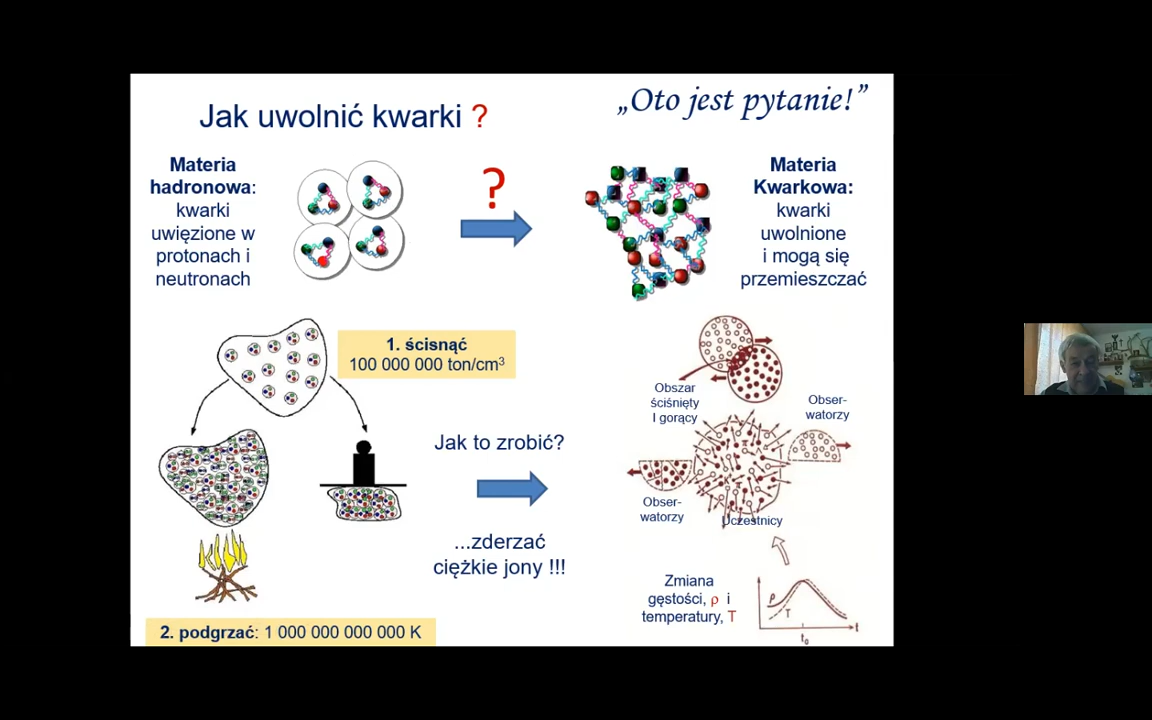 Jak uwolnić kwarki ?
„Oto jest pytanie!”
Materia
hadronowa:
kwarki
uwięzione w
protonach i
neutronach
?
Materia
Kwarkowa:
kwarki
uwolnione
i mogą się
przemieszczać
1. ścisnąć
100 000 000 ton/cm³
Jak to zrobić?
...zderzać
ciężkie jony !!!
2. podgrzać: 1 000 000 000 000 K
Obszar
ściśnięty
I gorący
Obser-
watorzy
Obser-
watorzy
Uczestnicy
Zmiana
gęstości, ρ i
temperatury, T
ρ
T
t
t₀